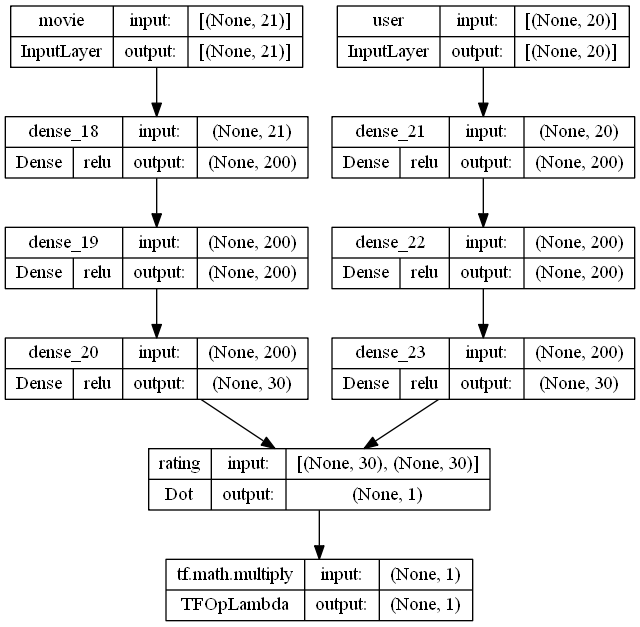 movie input: [(None, 21)]
InputLayer output: [(None, 21)]
user input: [(None, 20)]
InputLayer output: [(None, 20)]
dense_18 input: (None, 21)
Dense relu output: (None, 200)
dense_21 input: (None, 20)
Dense relu output: (None, 200)
dense_19 input: (None, 200)
Dense relu output: (None, 200)
dense_22 input: (None, 200)
Dense relu output: (None, 200)
dense_20 input: (None, 200)
Dense relu output: (None, 30)
dense_23 input: (None, 200)
Dense relu output: (None, 30)
rating input: [(None, 30), (None, 30)]
Dot output: (None, 1)
tf.math.multiply input: (None, 1)
TFOpLambda output: (None, 1)